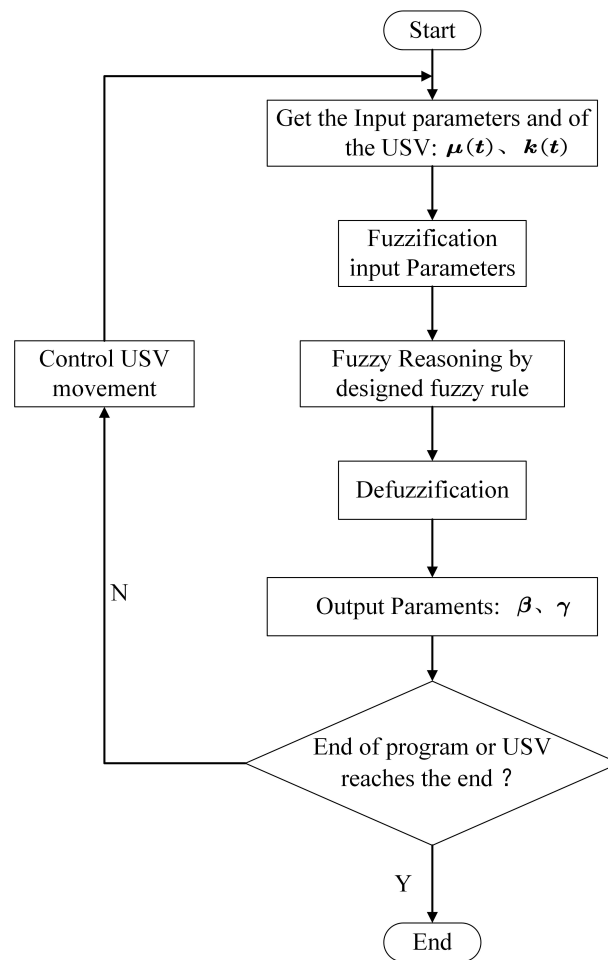 Start
Get the Input parameters and of
the USV: μ(t)、k(t)
Fuzzification
input Parameters
Fuzzy Reasoning by
designed fuzzy rule
Control USV
movement
Defuzzification
N
Output Paraments: β、γ
End of program or USV
reaches the end ?
Y
End